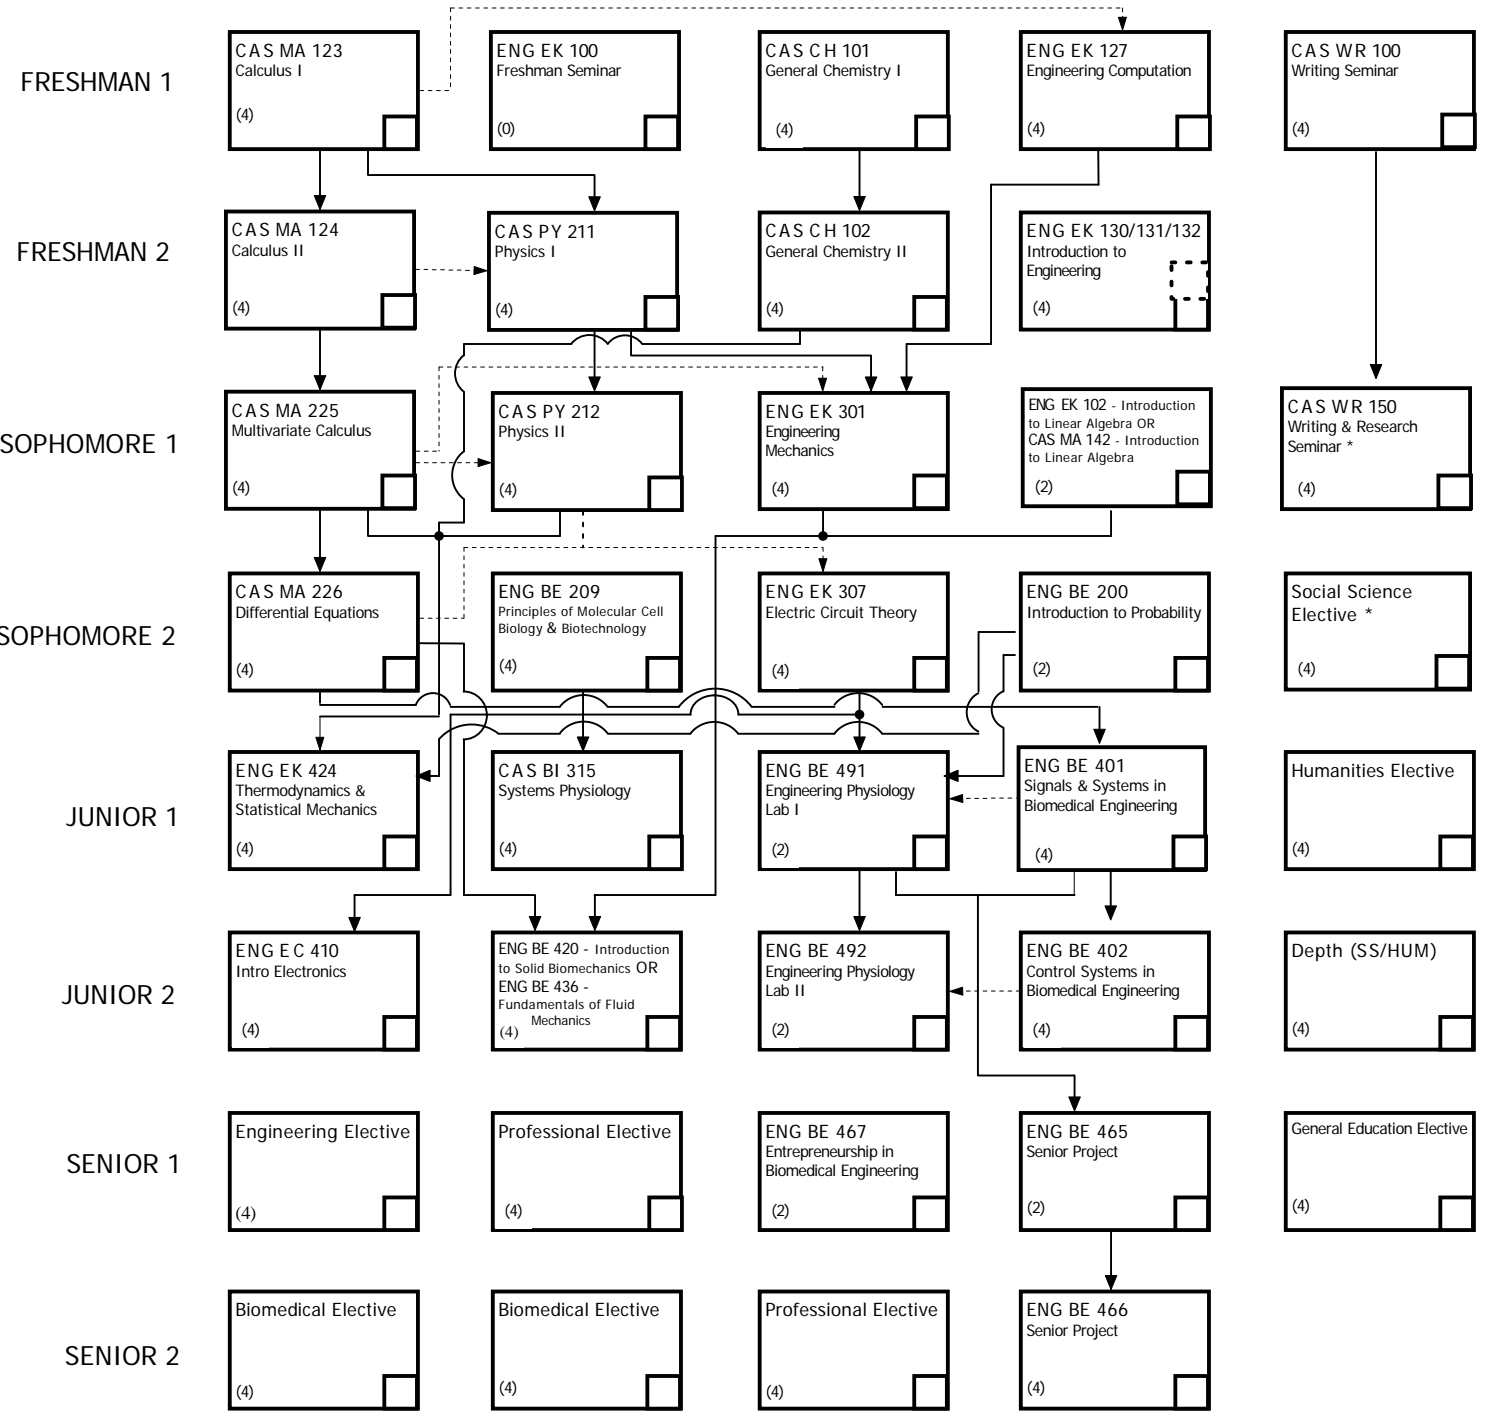 FRESHMAN 1
CAS MA 123
Calculus I
(4)
ENG EK 100
Freshman Seminar
(0)
CAS CH 101
General Chemistry I
(4)
ENG EK 127
Engineering Computation
(4)
CAS WR 100
Writing Seminar
(4)
FRESHMAN 2
CAS MA 124
Calculus II
(4)
CAS PY 211
Physics I
(4)
CAS CH 102
General Chemistry II
(4)
ENG EK 130/131/132
Introduction to
Engineering
(4)
SOPHOMORE 1
CAS MA 225
Multivariate Calculus
(4)
CAS PY 212
Physics II
(4)
ENG EK 301
Engineering
Mechanics
(4)
ENG EK 102 - Introduction
to Linear Algebra OR
CAS MA 142 - Introduction
to Linear Algebra
(2)
CAS WR 150
Writing & Research
Seminar *
(4)
SOPHOMORE 2
CAS MA 226
Differential Equations
(4)
ENG BE 209
Principles of Molecular Cell
Biology & Biotechnology
(4)
ENG EK 307
Electric Circuit Theory
(4)
ENG BE 200
Introduction to Probability
(2)
Social Science
Elective *
(4)
JUNIOR 1
ENG EK 424
Thermodynamics &
Statistical Mechanics
(4)
CAS BI 315
Systems Physiology
(4)
ENG BE 491
Engineering Physiology
Lab I
(2)
ENG BE 401
Signals & Systems in
Biomedical Engineering
(4)
Humanities Elective
(4)
JUNIOR 2
ENG EC 410
Intro Electronics
(4)
ENG BE 420 - Introduction
to Solid Biomechanics OR
ENG BE 436 -
Fundamentals of Fluid
Mechanics
(4)
ENG BE 492
Engineering Physiology
Lab II
(2)
ENG BE 402
Control Systems in
Biomedical Engineering
(4)
Depth (SS/HUM)
(4)
SENIOR 1
Engineering Elective
(4)
Professional Elective
(4)
ENG BE 467
Entrepreneurship in
Biomedical Engineering
(2)
ENG BE 465
Senior Project
(2)
General Education Elective
(4)
SENIOR 2
Biomedical Elective
(4)
Biomedical Elective
(4)
Professional Elective
(4)
ENG BE 466
Senior Project
(4)